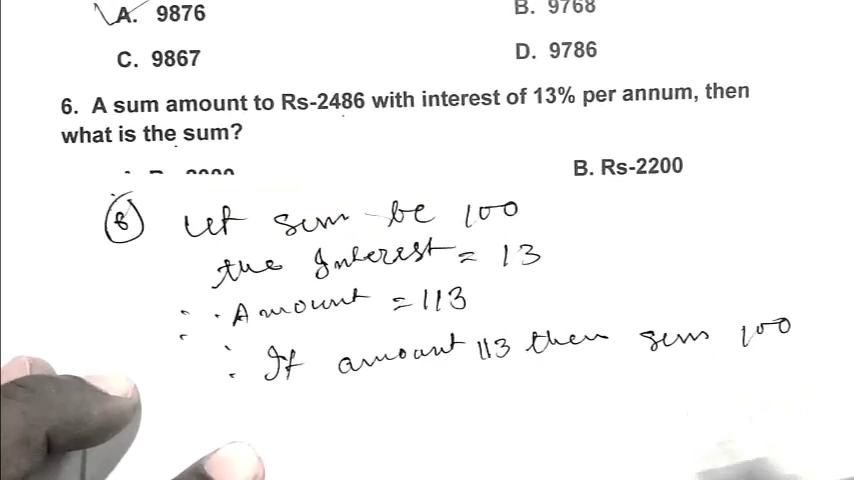 A. 9876
B. 9768
C. 9867
D. 9786
6. A sum amount to Rs-2486 with interest of 13% per annum, then
what is the sum?
B. Rs-2200
6 Let sum be 100
the Interest = 13
∴ Amount = 113
∴ If amount 113 then sum 100